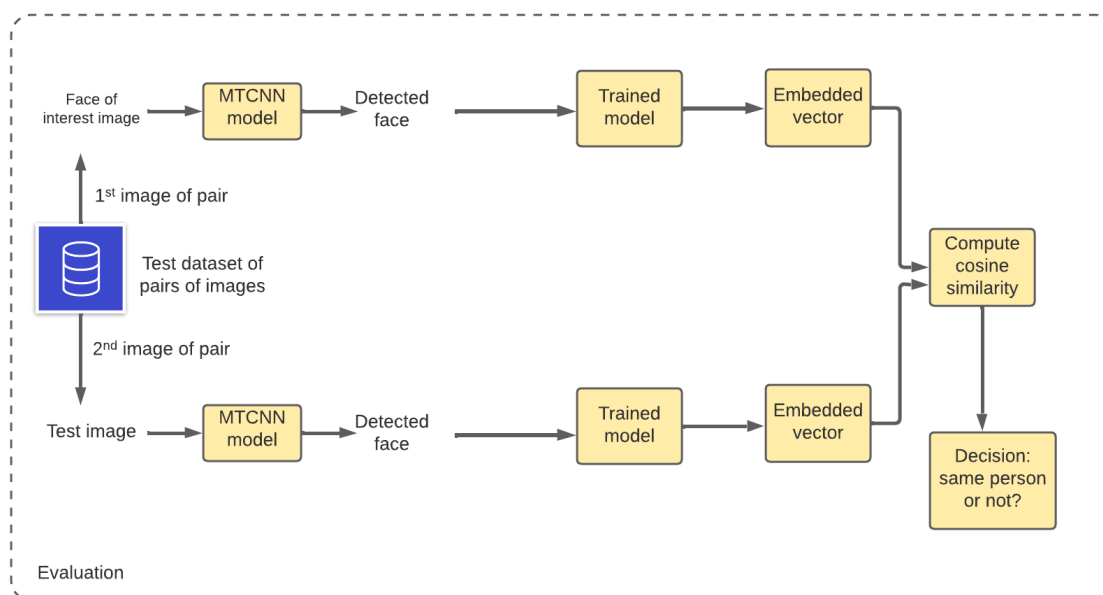 Face of
interest image
MTCNN
model
Detected
face
Trained
model
Embedded
vector
1st image of pair
Test dataset of
pairs of images
2nd image of pair
Compute
cosine
similarity
Test image
MTCNN
model
Detected
face
Trained
model
Embedded
vector
Decision:
same person
or not?
Evaluation